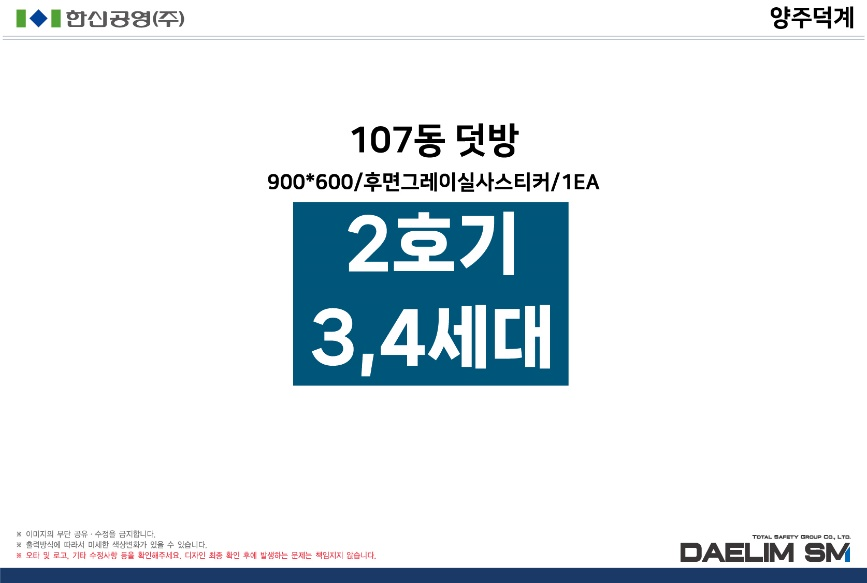 한신공영(주)
양주덕계
107동 덧방
900*600/후면그레이실사스티커/1EA
2호기
3,4세대
※ 이미지의 무단 공유 · 수정을 금지합니다.
※ 출력방식에 따라서 미세한 색상변화가 있을 수 있습니다.
※ 오타 및 로고, 기타 수정사항 등을 확인해주세요. 디자인 최종 확인 후에 발생하는 문제는 책임지지 않습니다.
TOTAL SAFETY GROUP CO., LTD.
DAELIM SM